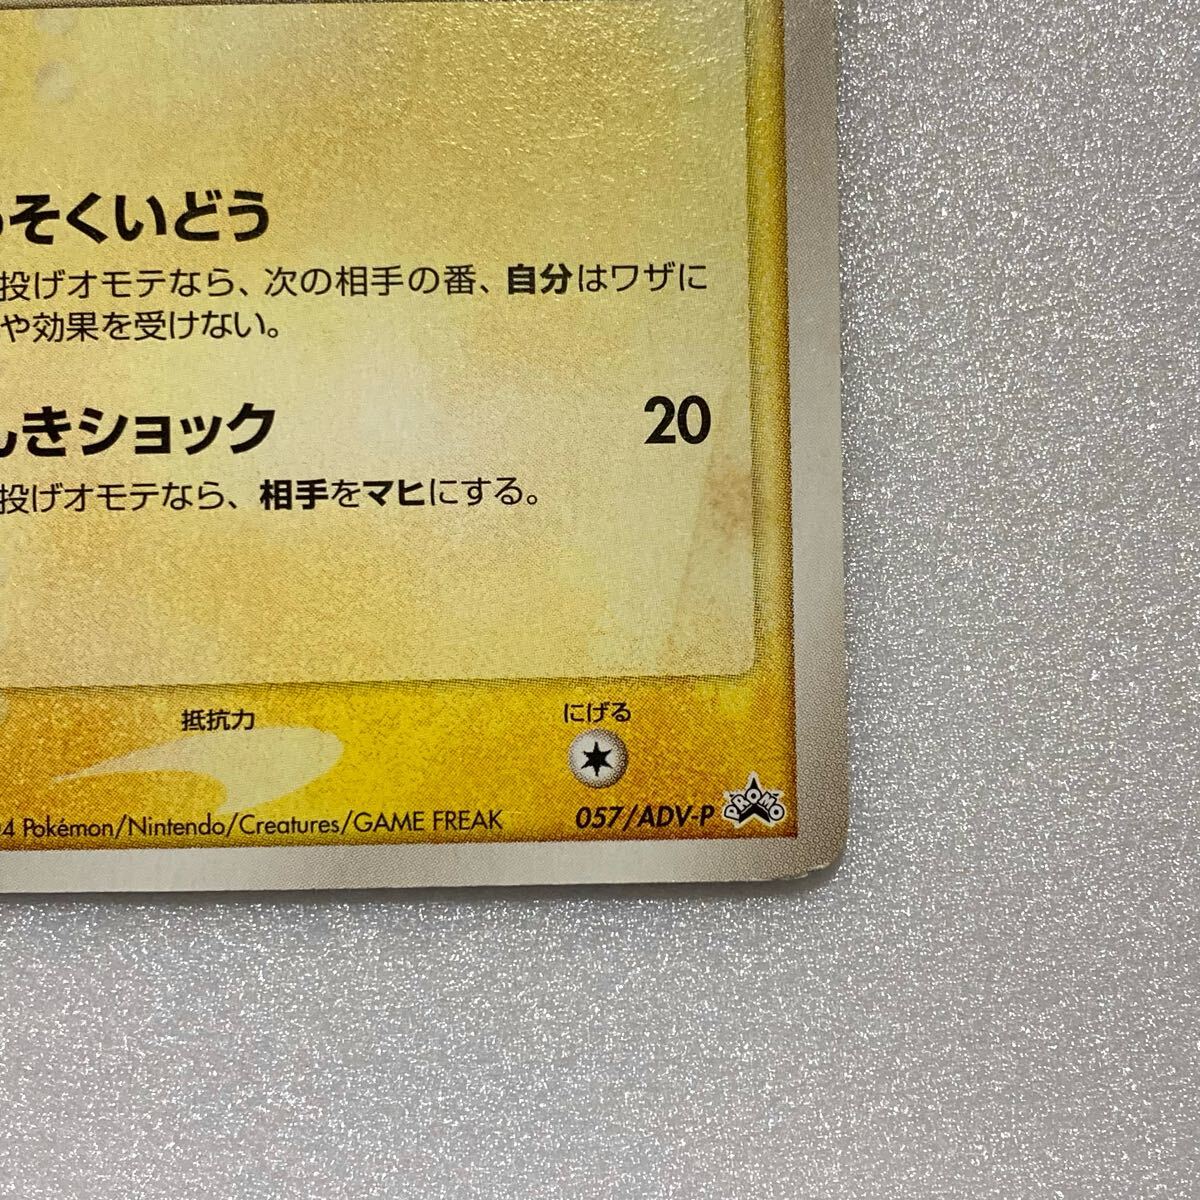 そくいどう
投げオモテなら、次の相手の番、自分はワザに
や効果を受けない。
んきショック 20
投げオモテなら、相手をマヒにする。
抵抗力 にげる
04 Pokémon/Nintendo/Creatures/GAME FREAK 057/ADV-P PROMO